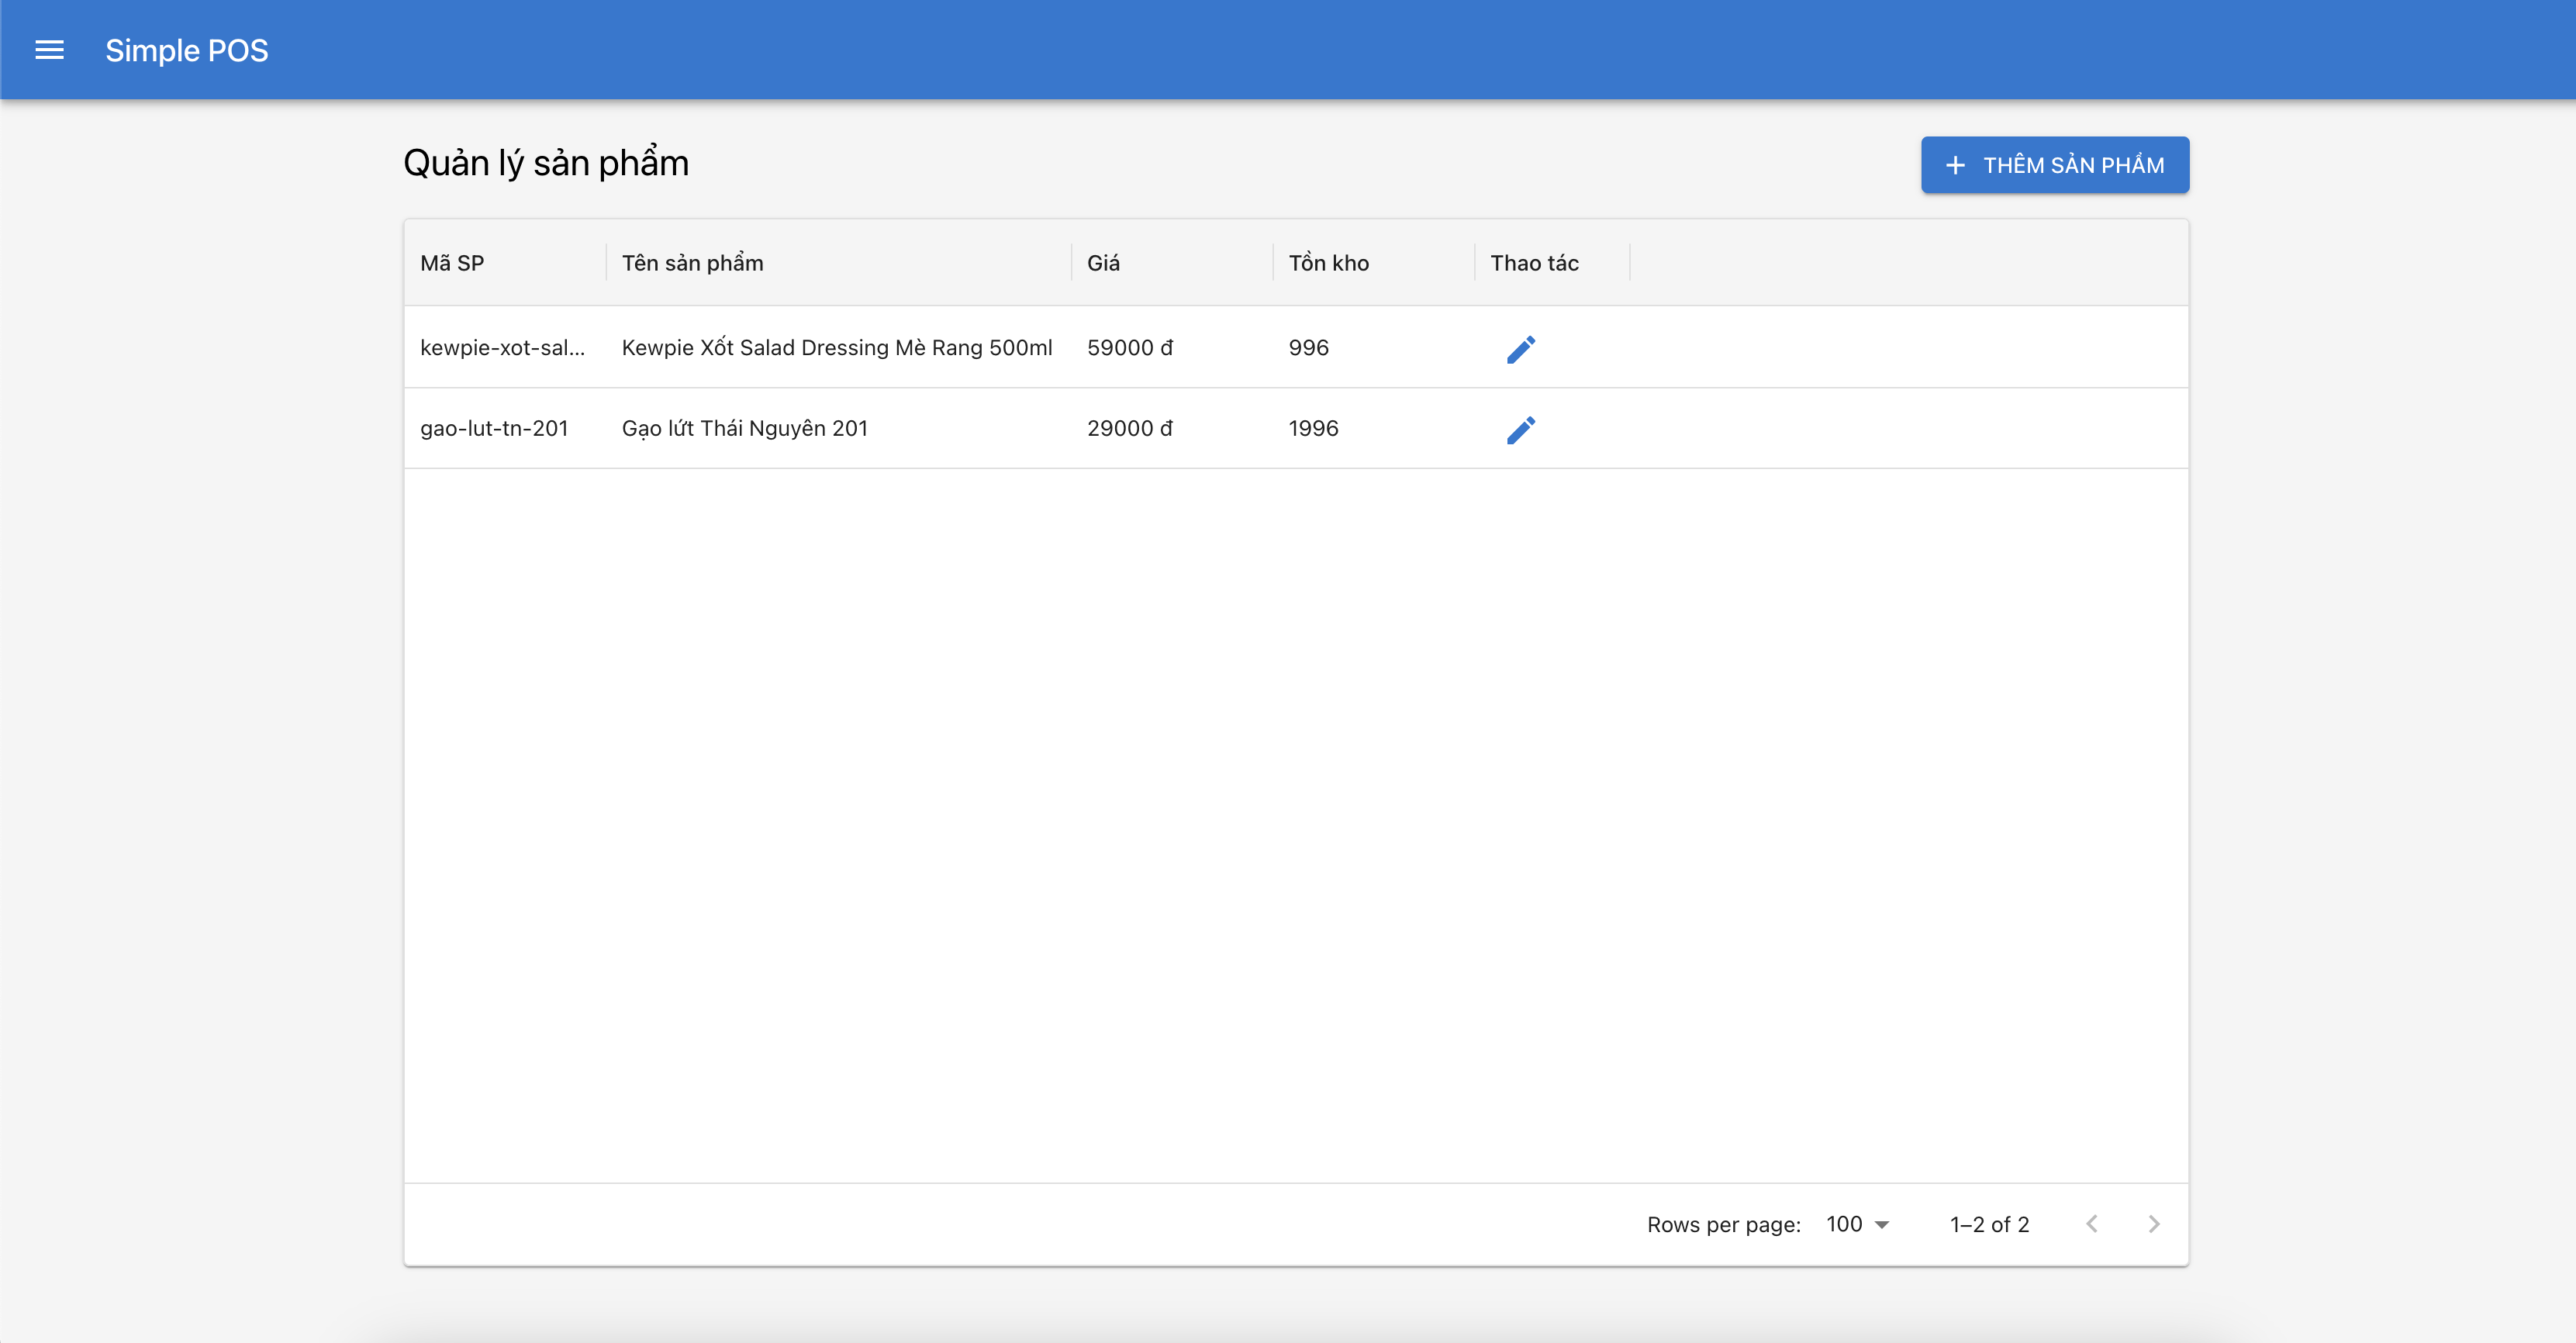 Simple POS
Quản lý sản phẩm
THÊM SẢN PHẨM
Mã SP Tên sản phẩm Giá Tồn kho Thao tác
kewpie-xot-sal... Kewpie Xốt Salad Dressing Mè Rang 500ml 59000 đ 996
gao-lut-tn-201 Gạo lứt Thái Nguyên 201 29000 đ 1996
Rows per page: 100 1–2 of 2